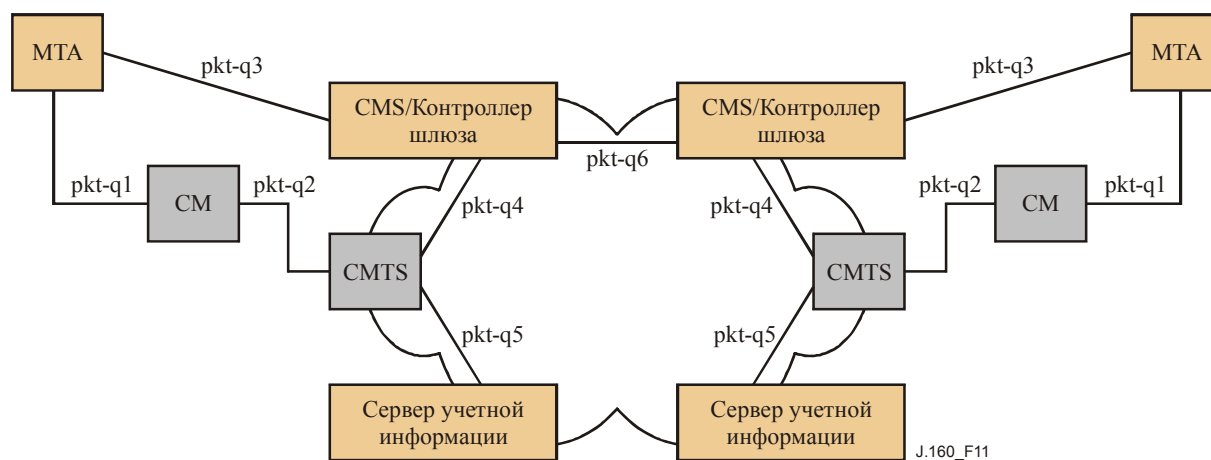 MTA
pkt-q3
CMS/Контроллер
шлюза
pkt-q6
CMS/Контроллер
шлюза
pkt-q3
MTA
pkt-q1
CM
pkt-q2
pkt-q4
CMTS
pkt-q4
CMTS
pkt-q2
CM
pkt-q1
pkt-q5
pkt-q5
Сервер учетной
информации
Сервер учетной
информации
J.160_F11